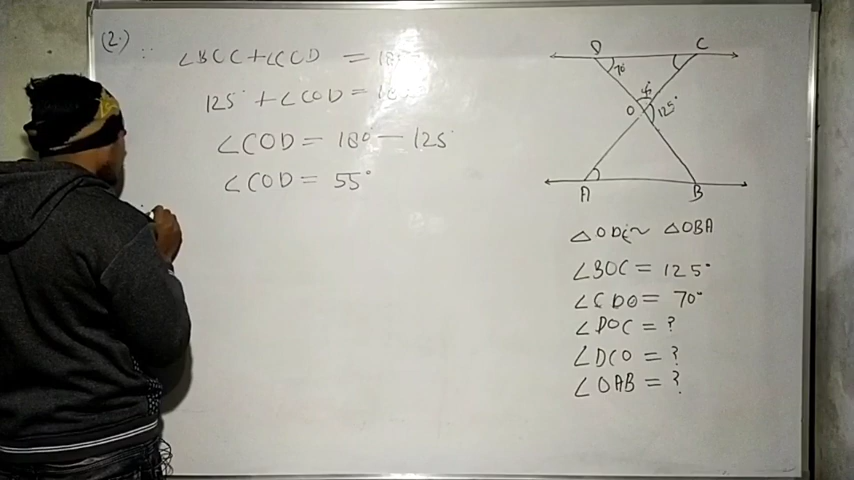 (2.)
∠BOC + ∠COD = 180
125° + ∠COD = 180
∠COD = 180 — 125°
∠COD = 55°
D
C
70
125°
O
A
B
△ODC ~ △OBA
∠BOC = 125°
∠CDO = 70°
∠DOC = ?
∠DCO = ?
∠OAB = ?